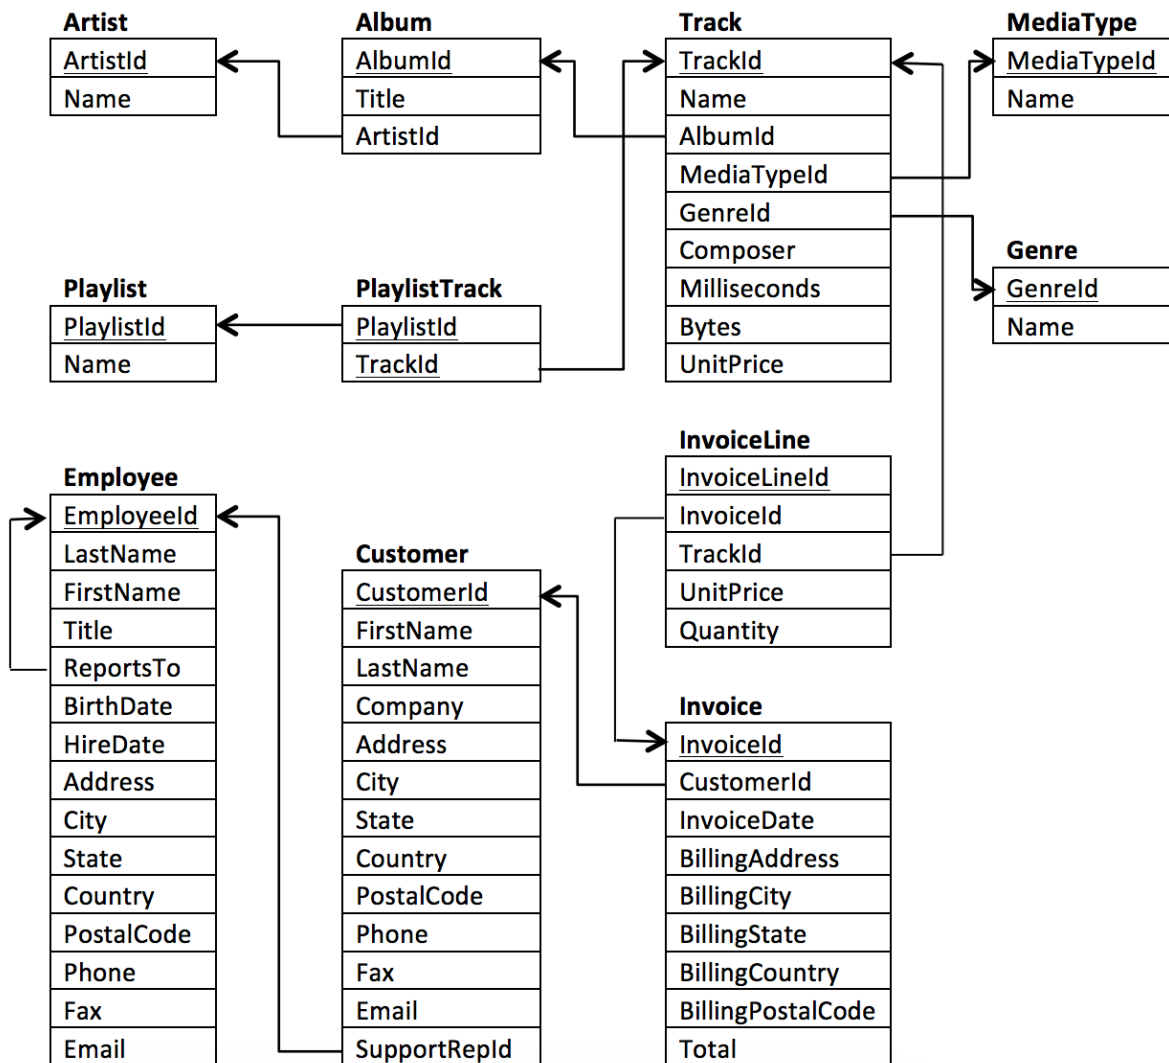 Artist
ArtistId
Name
Album
AlbumId
Title
ArtistId
Track
TrackId
Name
AlbumId
MediaTypeId
GenreId
Composer
Milliseconds
Bytes
UnitPrice
MediaType
MediaTypeId
Name
Genre
GenreId
Name
Playlist
PlaylistId
Name
PlaylistTrack
PlaylistId
TrackId
Employee
EmployeeId
LastName
FirstName
Title
ReportsTo
BirthDate
HireDate
Address
City
State
Country
PostalCode
Phone
Fax
Email
Customer
CustomerId
FirstName
LastName
Company
Address
City
State
Country
PostalCode
Phone
Fax
Email
SupportRepId
InvoiceLine
InvoiceLineId
InvoiceId
TrackId
UnitPrice
Quantity
Invoice
InvoiceId
CustomerId
InvoiceDate
BillingAddress
BillingCity
BillingState
BillingCountry
BillingPostalCode
Total